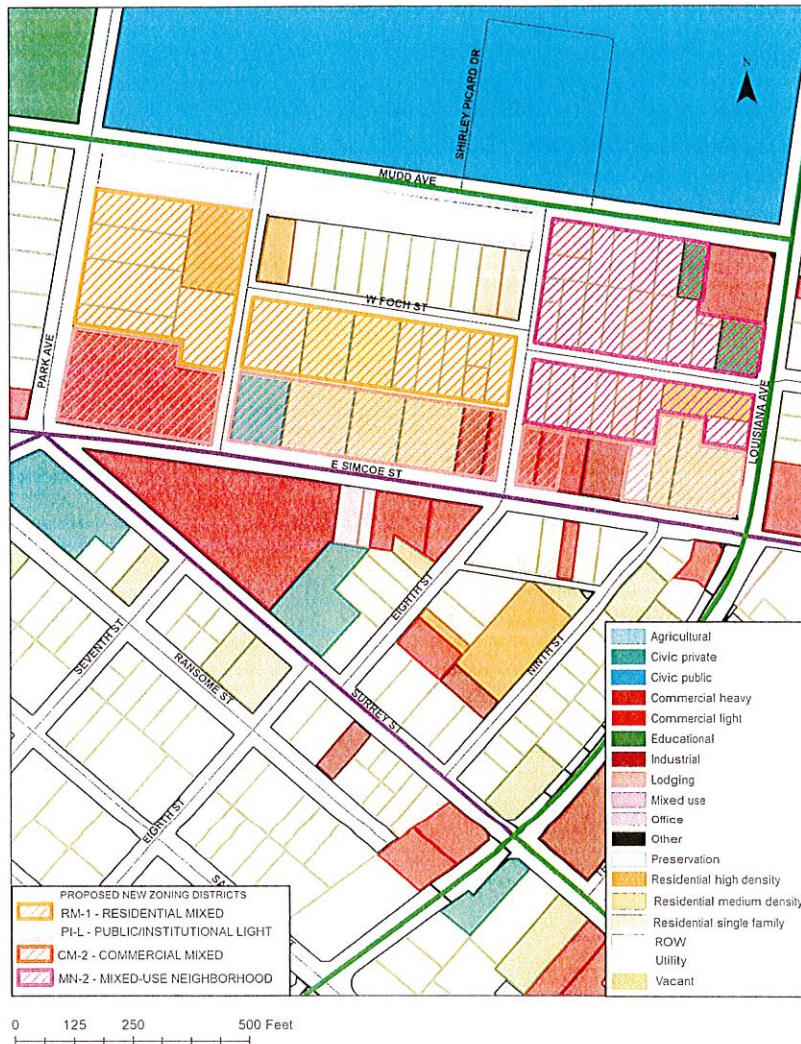 SHIRLEY PICARD DR
N
MUDD AVE
W FOCH ST
PARK AVE
LOUISIANA AVE
E SIMCOE ST
EIGHTH ST
SEVENTH ST
NINTH ST
RANSOME ST
SURREY ST
EIGHTH ST
Agricultural
Civic private
Civic public
Commercial heavy
Commercial light
Educational
Industrial
Lodging
Mixed use
Office
Other
Preservation
Residential high density
Residential medium density
Residential single family
ROW
Utility
Vacant
PROPOSED NEW ZONING DISTRICTS
RM-1 - RESIDENTIAL MIXED
PI-L - PUBLIC/INSTITUTIONAL LIGHT
CM-2 - COMMERCIAL MIXED
MN-2 - MIXED-USE NEIGHBORHOOD
0 125 250 500 Feet